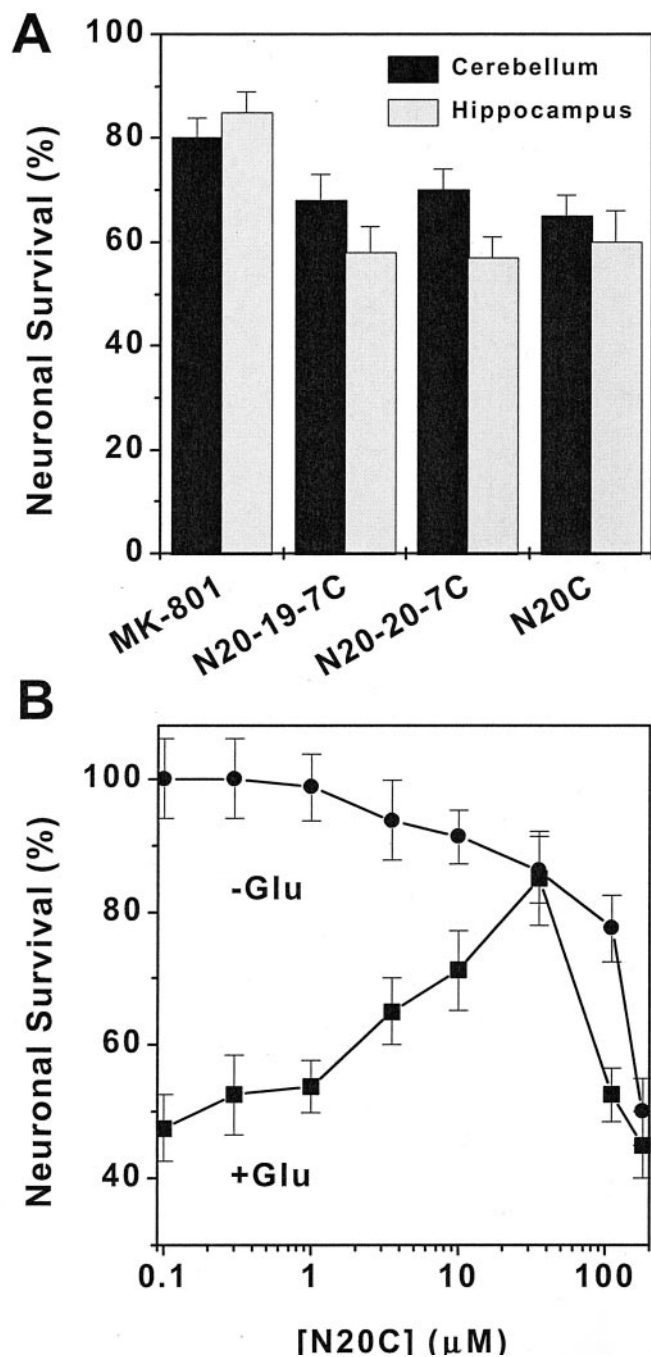 A
100
80
60
40
20
0
Neuronal Survival (%)
Cerebellum
Hippocampus
MK-801
N20-19-7C
N20-20-7C
N20C
B
100
80
60
40
Neuronal Survival (%)
-Glu
+Glu
0.1 1 10 100
[N20C] (μM)